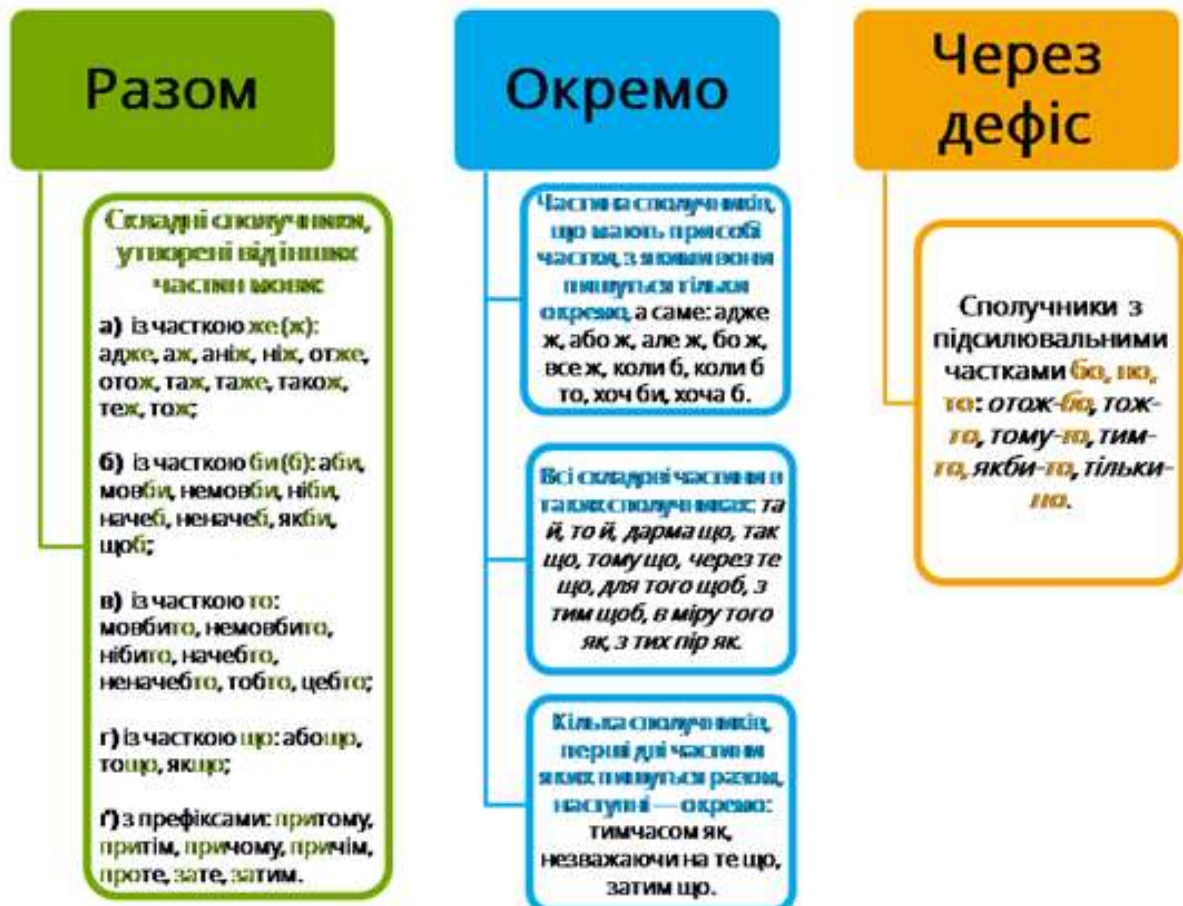 Разом
Складні сполучники,
утворені від інших
частин мови:
а) із часткою же (ж):
адже, аж, аніж, ніж, отже,
отож, таж, таже, також,
теж, тож;
б) із часткою би (б): аби,
мовби, немовби, ніби,
начеб, неначеб, якби,
щоб;
в) із часткою то:
мовбито, немовбито,
нібито, начебто,
неначебто, тобто, цебто;
г) із часткою що: абощо,
тощо, якщо;
ґ) з префіксами: притому,
притім, причому, причім,
проте, зате, затим.
Окремо
Частина сполучників,
що мають при собі
частки, з якими вони
пишуться тільки
окремо, а саме: адже
ж, або ж, але ж, бо ж,
все ж, коли б, коли б
то, хоч би, хоча б.
Всі складові частини в
таких сполучниках: та
й, то й, дарма що, так
що, тому що, через те
що, для того щоб, з
тим щоб, в міру того
як, з тих пір як.
Кілька сполучників,
перші дві частини
яких пишуться разом,
наступні — окремо:
тимчасом як,
незважаючи на те що,
затим що.
Через
дефіс
Сполучники з
підсилювальними
частками бо, но,
то: отож-бо, тож-
то, тому-то, тим-
то, якби-то, тільки-
но.